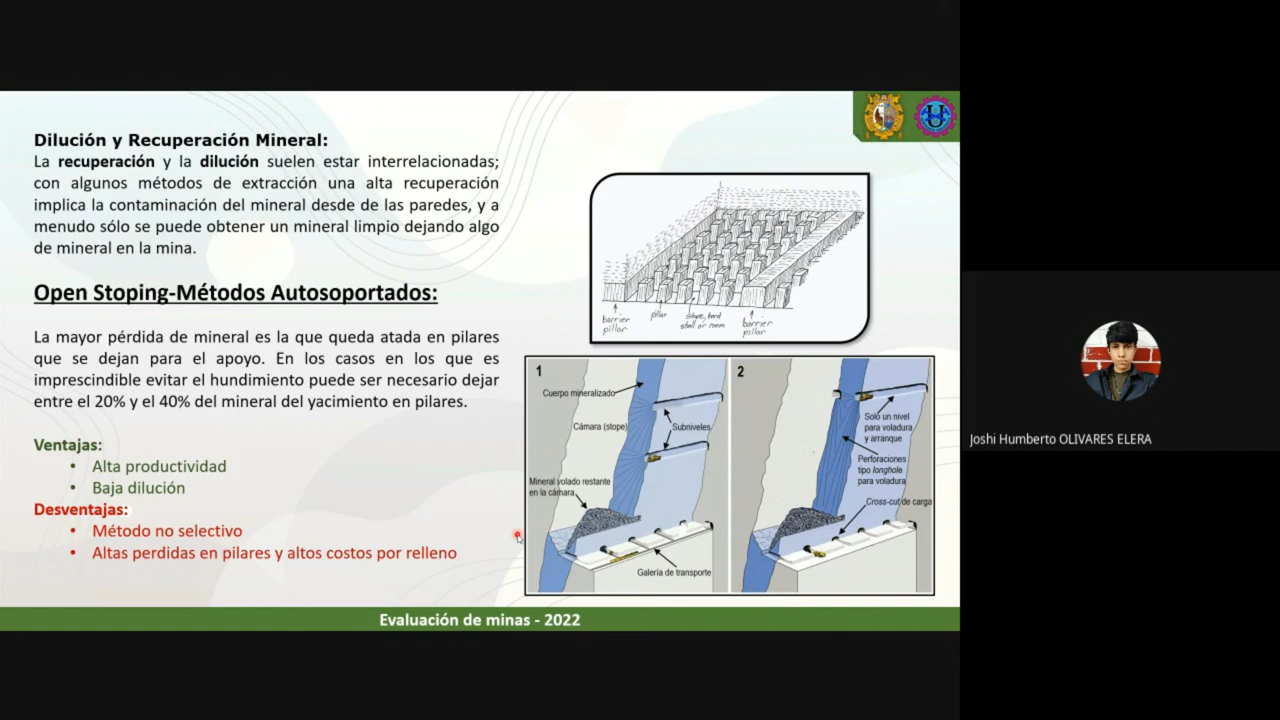 Dilución y Recuperación Mineral:
La recuperación y la dilución suelen estar interrelacionadas;
con algunos métodos de extracción una alta recuperación
implica la contaminación del mineral desde de las paredes, y a
menudo sólo se puede obtener un mineral limpio dejando algo
de mineral en la mina.
Open Stoping-Métodos Autosoportados:
La mayor pérdida de mineral es la que queda atada en pilares
que se dejan para el apoyo. En los casos en los que es
imprescindible evitar el hundimiento puede ser necesario dejar
entre el 20% y el 40% del mineral del yacimiento en pilares.
Ventajas:
• Alta productividad
• Baja dilución
Desventajas:
• Método no selectivo
• Altas perdidas en pilares y altos costos por relleno
barrier
pillar
pillar
stope, bord
stall or room
barrier
pillar
1
Cuerpo mineralizado
Cámara (stope)
Subniveles
Mineral volado restante
en la cámara
Galería de transporte
2
Solo un nivel
para voladura
y arranque
Perforaciones
tipo longhole
para voladura
Cross-cut de carga
Evaluación de minas - 2022
Joshi Humberto OLIVARES ELERA